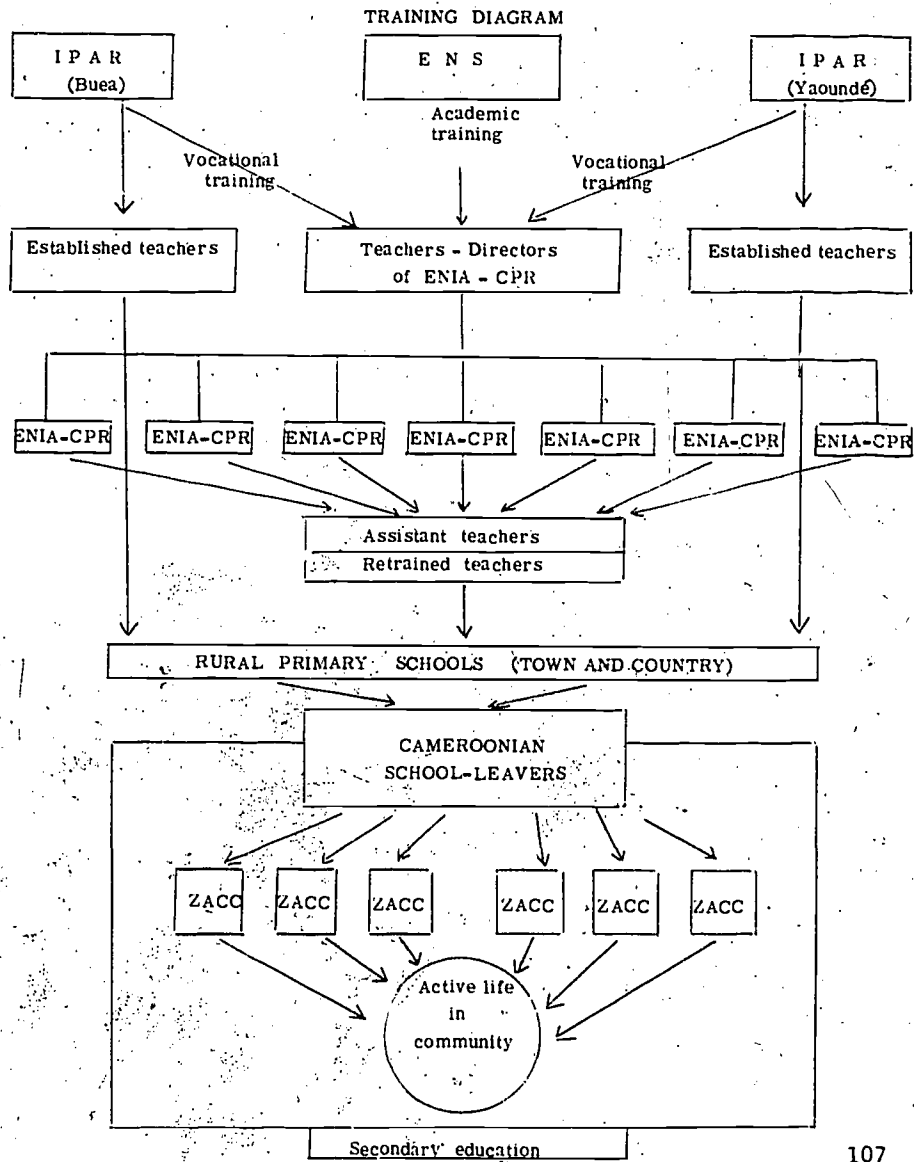 TRAINING DIAGRAM
I P A R
(Buea)
E N S
I P A R
(Yaoundé)
Academic
training
Vocational
training
Vocational
training
Established teachers
Teachers - Directors
of ENIA - CPR
Established teachers
ENIA-CPR
ENIA-CPR
ENIA-CPR
ENIA-CPR
ENIA-CPR
ENIA-CPR
ENIA-CPR
Assistant teachers
Retrained teachers
RURAL PRIMARY SCHOOLS (TOWN AND COUNTRY)
CAMEROONIAN
SCHOOL-LEAVERS
ZACC
ZACC
ZACC
ZACC
ZACC
ZACC
Active life
in
community
Secondary education
107